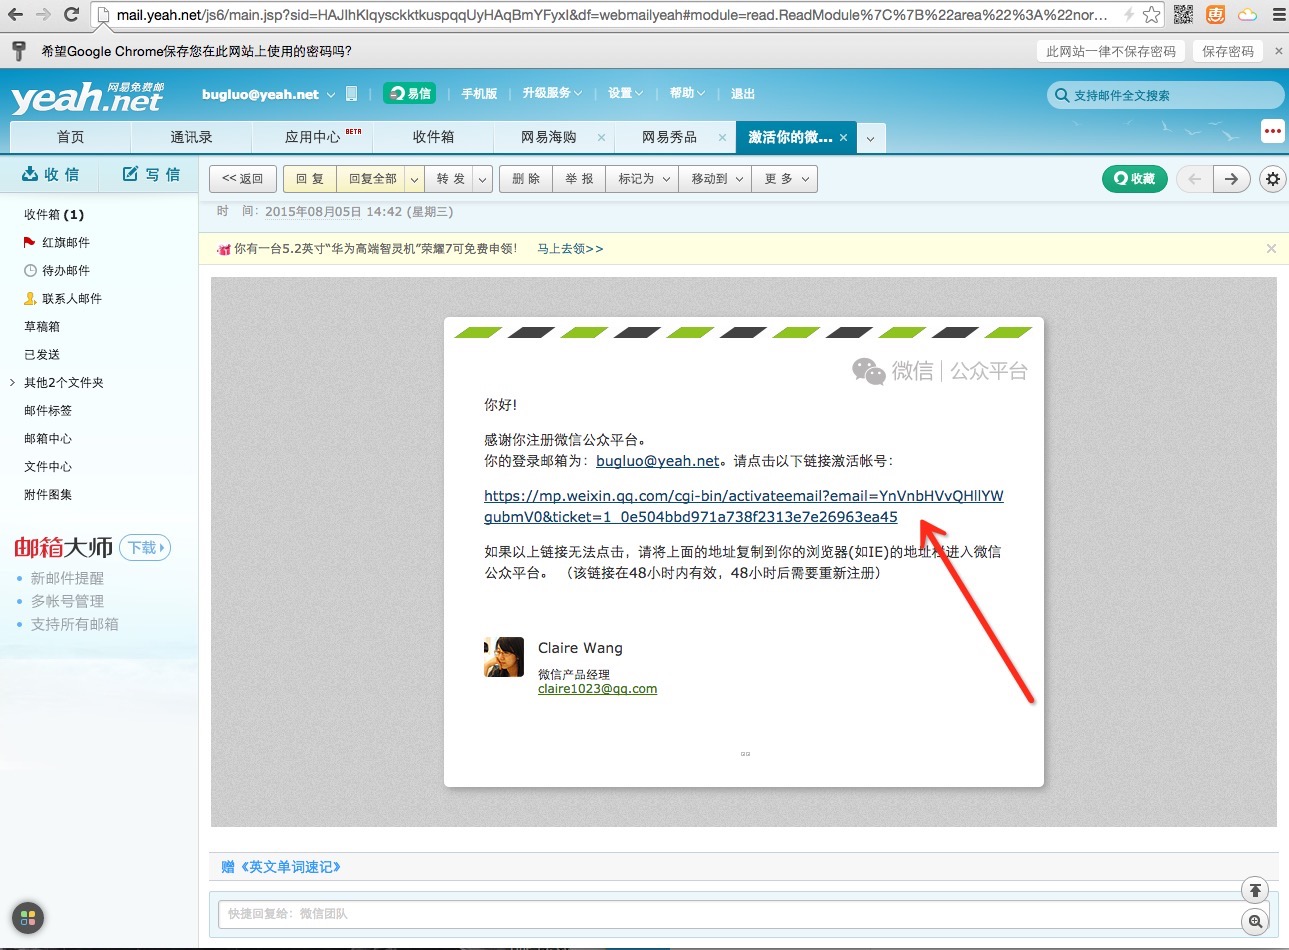 mail.yeah.net/js6/main.jsp?sid=HAJIhKlqysckktkuspqqUyHAqBmYFyxI&df=webmailyeah#module=read.ReadModule%7C%7B%22area%22%3A%22nor...
希望Google Chrome保存您在此网站上使用的密码吗?
此网站一律不保存密码
保存密码
yeah.net 网易免费邮
bugluo@yeah.net
易信
手机版
升级服务
设置
帮助
退出
支持邮件全文搜索
首页
通讯录
应用中心 BETA
收件箱
网易海购
网易秀品
激活你的微...
收 信
写 信
<< 返回
回 复
回复全部
转 发
删 除
举 报
标记为
移动到
更 多
收藏
时 间: 2015年08月05日 14:42 (星期三)
收件箱 (1)
红旗邮件
待办邮件
联系人邮件
草稿箱
已发送
其他2个文件夹
邮件标签
邮箱中心
文件中心
附件图集
邮箱大师
下载
新邮件提醒
多帐号管理
支持所有邮箱
你有一台5.2英寸“华为高端智灵机”荣耀7可免费申领! 马上去领>>
微信 | 公众平台
你好!
感谢你注册微信公众平台。
你的登录邮箱为: bugluo@yeah.net。请点击以下链接激活帐号:
https://mp.weixin.qq.com/cgi-bin/activateemail?email=YnVnbHVvQHllYW
gubmV0&ticket=1_0e504bbd971a738f2313e7e26963ea45
如果以上链接无法点击，请将上面的地址复制到你的浏览器(如IE)的地址栏进入微信
公众平台。 （该链接在48小时内有效，48小时后需要重新注册）
Claire Wang
微信产品经理
claire1023@qq.com
赠《英文单词速记》
快捷回复给: 微信团队